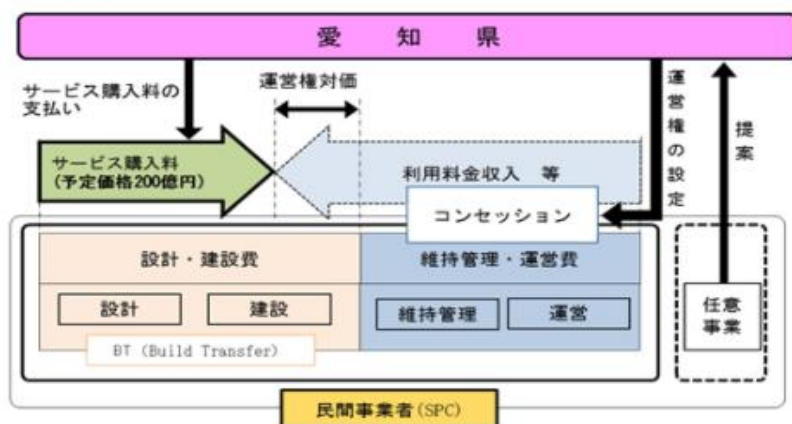 愛知県
サービス購入料の
支払い
運営権対価
運営権の設定
提案
サービス購入料
(予定価格200億円)
利用料金収入 等
コンセッション
設計・建設費
維持管理・運営費
設計
建設
維持管理
運営
任意
事業
BT (Build Transfer)
民間事業者(SPC)